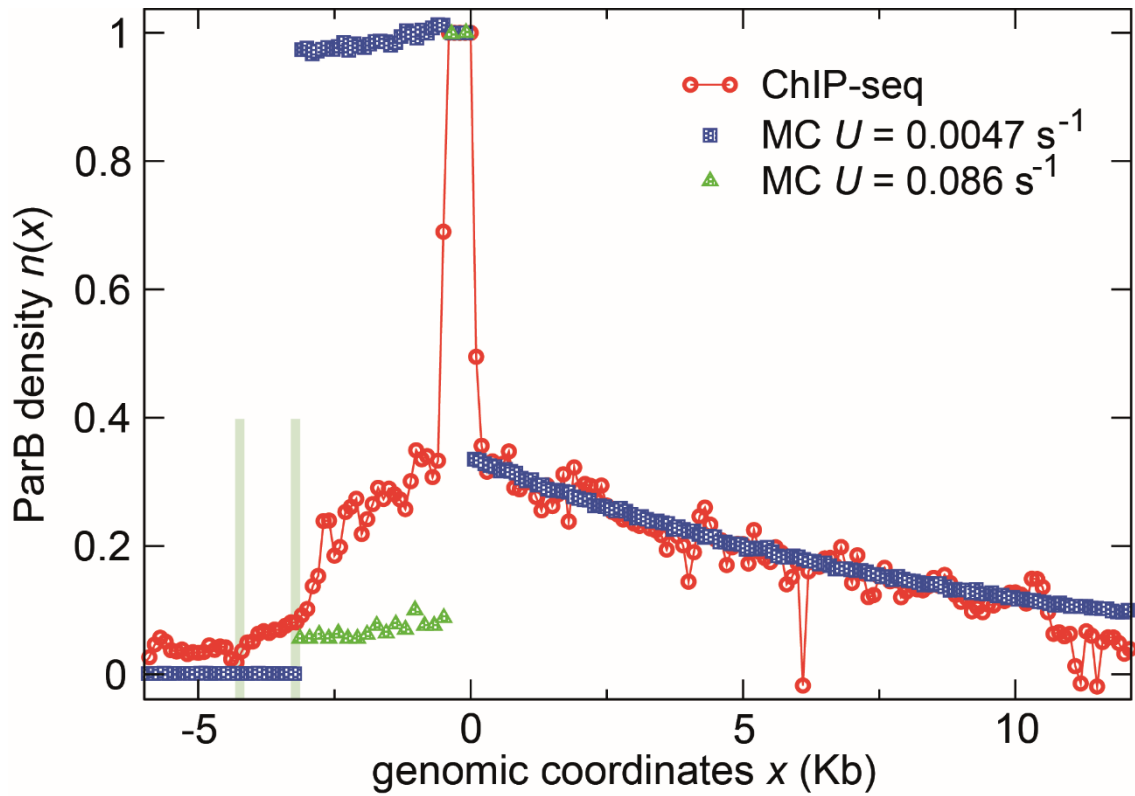 ChIP-seq
MC U = 0.0047 s⁻¹
MC U = 0.086 s⁻¹
ParB density n(x)
1
0.8
0.6
0.4
0.2
0
-5 0 5 10
genomic coordinates x (Kb)